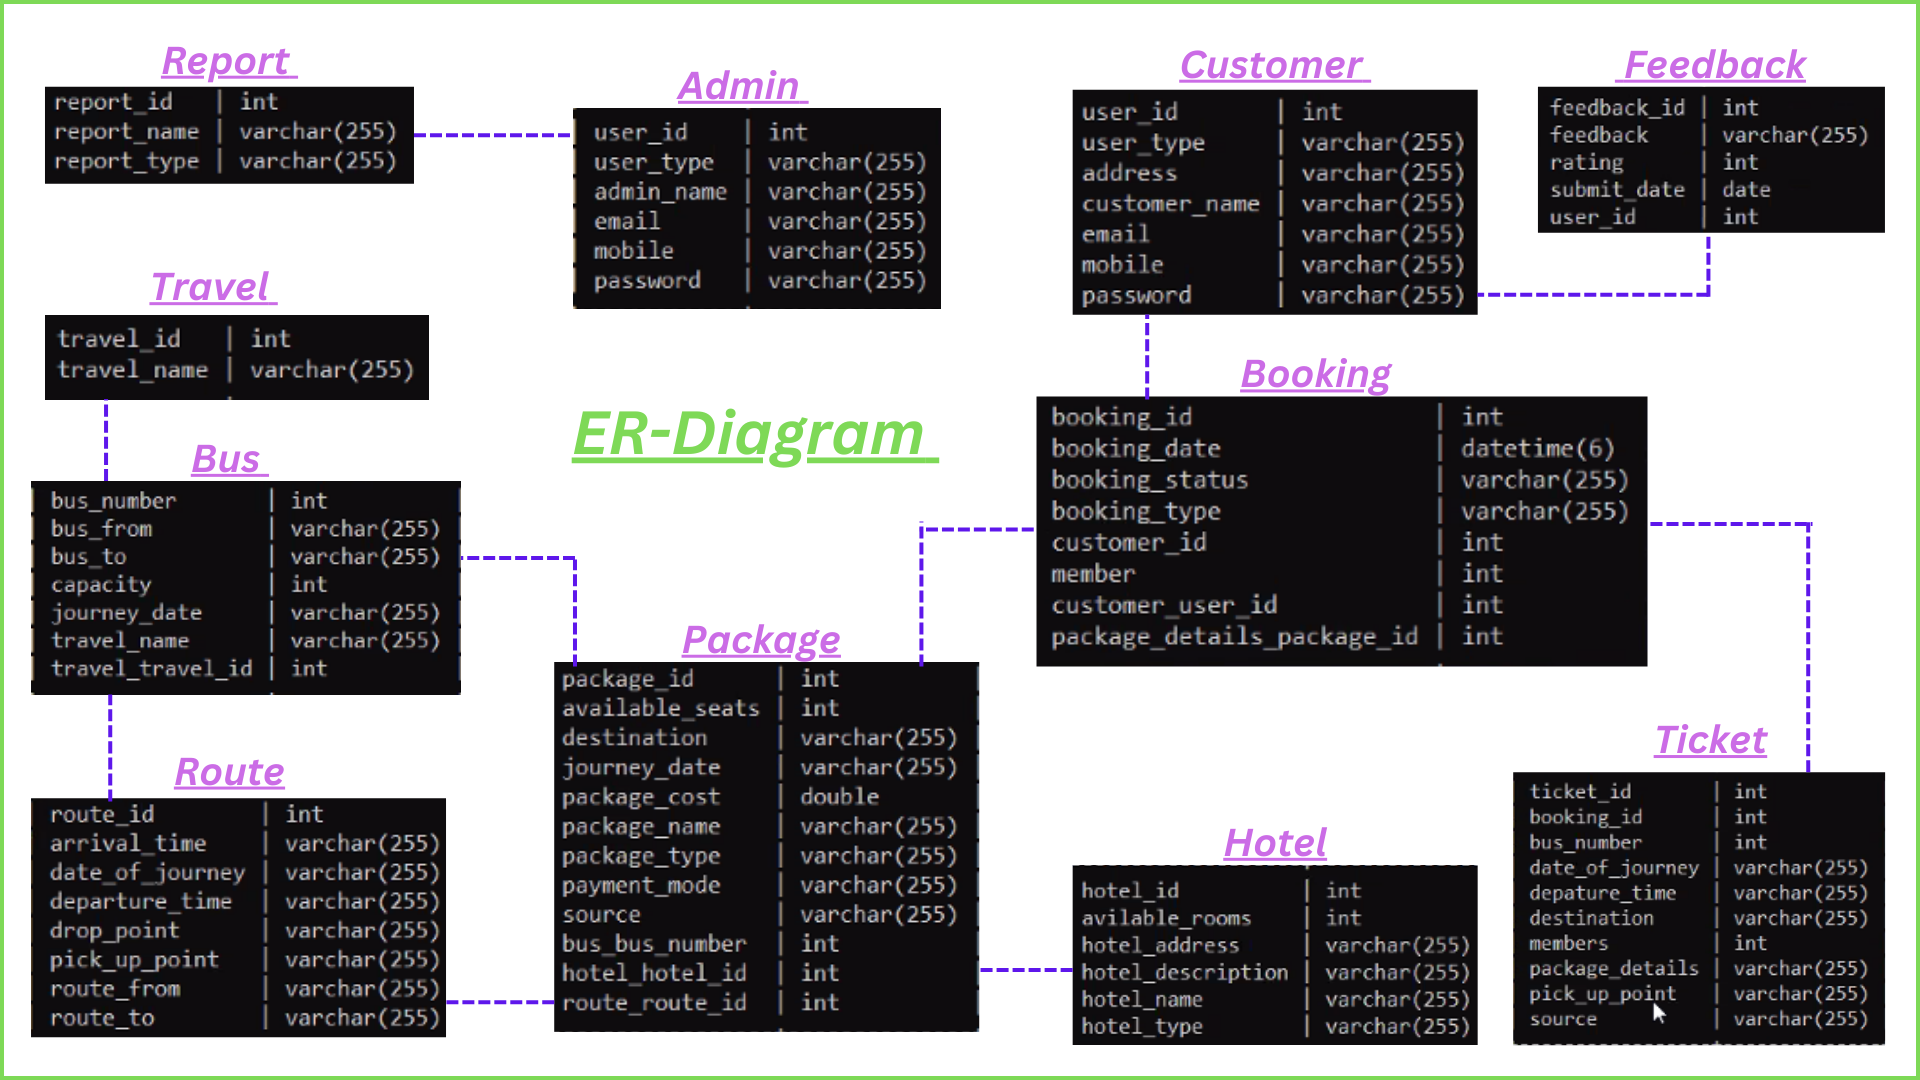 Report
report_id | int
report_name | varchar(255)
report_type | varchar(255)
Admin
user_id | int
user_type | varchar(255)
admin_name | varchar(255)
email | varchar(255)
mobile | varchar(255)
password | varchar(255)
Customer
user_id | int
user_type | varchar(255)
address | varchar(255)
customer_name | varchar(255)
email | varchar(255)
mobile | varchar(255)
password | varchar(255)
Feedback
feedback_id | int
feedback | varchar(255)
rating | int
submit_date | date
user_id | int
Travel
travel_id | int
travel_name | varchar(255)
ER-Diagram
Booking
booking_id | int
booking_date | datetime(6)
booking_status | varchar(255)
booking_type | varchar(255)
customer_id | int
member | int
customer_user_id | int
package_details_package_id | int
Bus
bus_number | int
bus_from | varchar(255)
bus_to | varchar(255)
capacity | int
journey_date | varchar(255)
travel_name | varchar(255)
travel_travel_id | int
Package
package_id | int
available_seats | int
destination | varchar(255)
journey_date | varchar(255)
package_cost | double
package_name | varchar(255)
package_type | varchar(255)
payment_mode | varchar(255)
source | varchar(255)
bus_bus_number | int
hotel_hotel_id | int
route_route_id | int
Route
route_id | int
arrival_time | varchar(255)
date_of_journey | varchar(255)
departure_time | varchar(255)
drop_point | varchar(255)
pick_up_point | varchar(255)
route_from | varchar(255)
route_to | varchar(255)
Hotel
hotel_id | int
avilable_rooms | int
hotel_address | varchar(255)
hotel_description | varchar(255)
hotel_name | varchar(255)
hotel_type | varchar(255)
Ticket
ticket_id | int
booking_id | int
bus_number | int
date_of_journey | varchar(255)
depature_time | varchar(255)
destination | varchar(255)
members | int
package_details | varchar(255)
pick_up_point | varchar(255)
source | varchar(255)